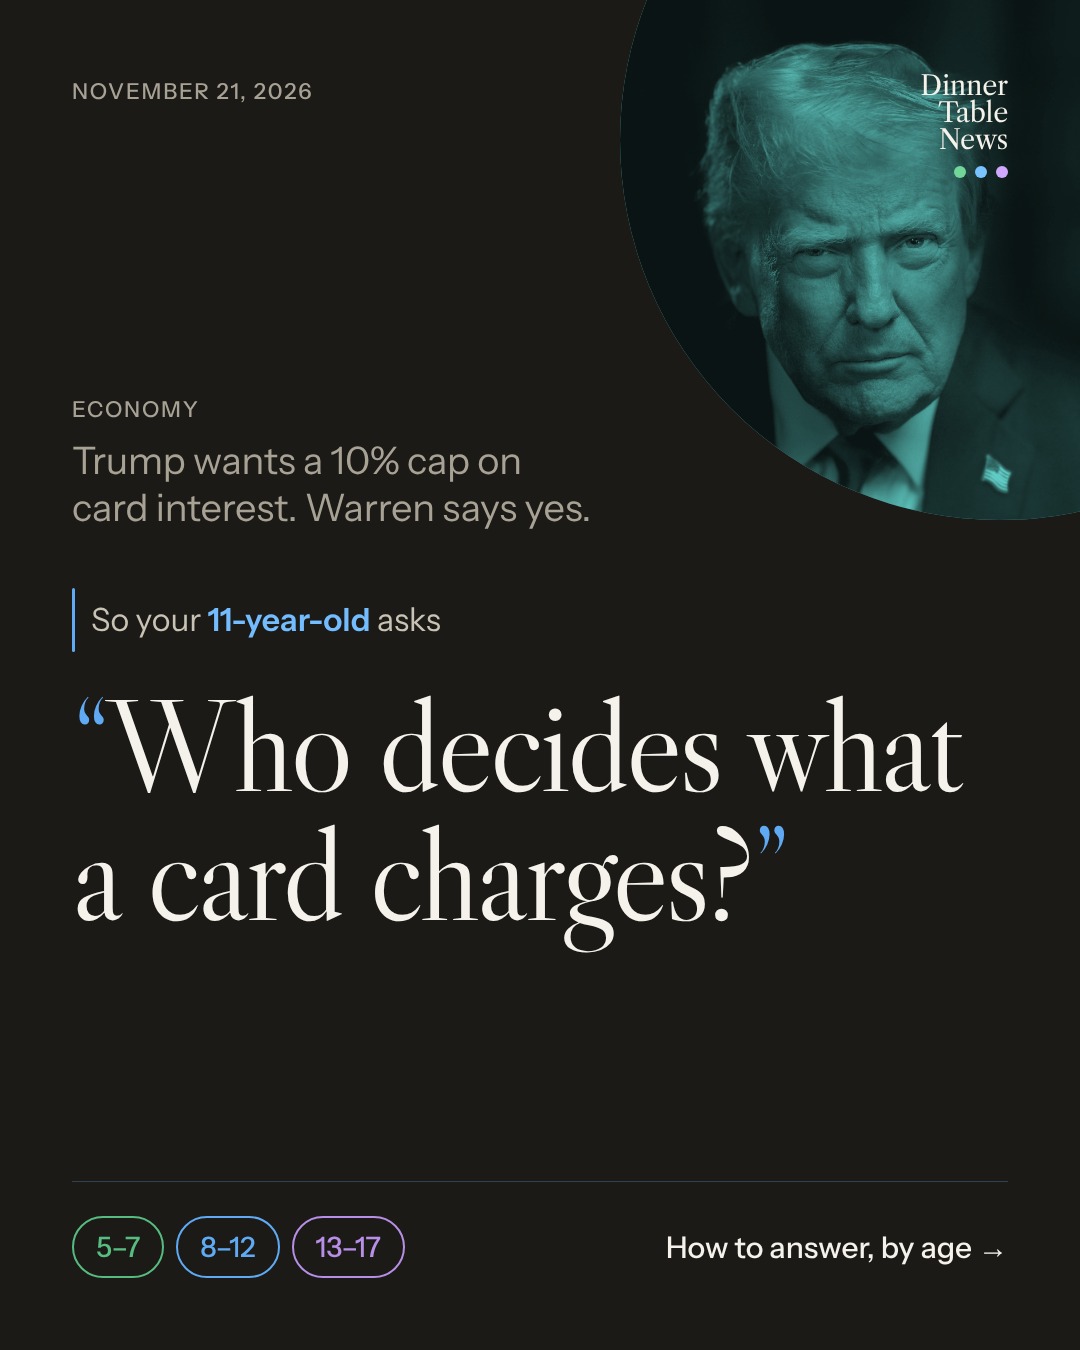 NOVEMBER 21, 2026
Dinner
Table
News
ECONOMY
Trump wants a 10% cap on
card interest. Warren says yes.
So your 11-year-old asks
“Who decides what
a card charges?”
5–7
8–12
13–17
How to answer, by age →